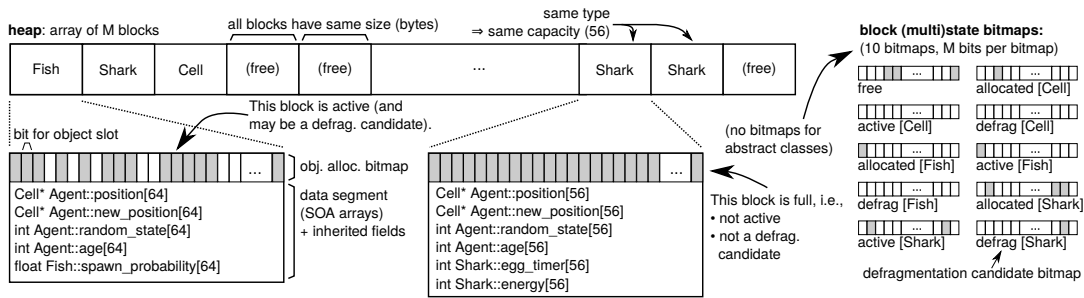 heap: array of M blocks
all blocks have same size (bytes)
same type
⇒ same capacity (56)
Fish
Shark
Cell
(free)
(free)
...
Shark
Shark
(free)
This block is active (and
may be a defrag. candidate).
bit for object slot
...
obj. alloc. bitmap
Cell* Agent::position[64]
Cell* Agent::new_position[64]
int Agent::random_state[64]
int Agent::age[64]
float Fish::spawn_probability[64]
data segment
(SOA arrays)
+ inherited fields
...
Cell* Agent::position[56]
Cell* Agent::new_position[56]
int Agent::random_state[56]
int Agent::age[56]
int Shark::egg_timer[56]
int Shark::energy[56]
(no bitmaps for
abstract classes)
This block is full, i.e.,
• not active
• not a defrag.
candidate
block (multi)state bitmaps:
(10 bitmaps, M bits per bitmap)
... ...
free allocated [Cell]
... ...
active [Cell] defrag [Cell]
... ...
allocated [Fish] active [Fish]
... ...
defrag [Fish] allocated [Shark]
... ...
active [Shark] defrag [Shark]
defragmentation candidate bitmap